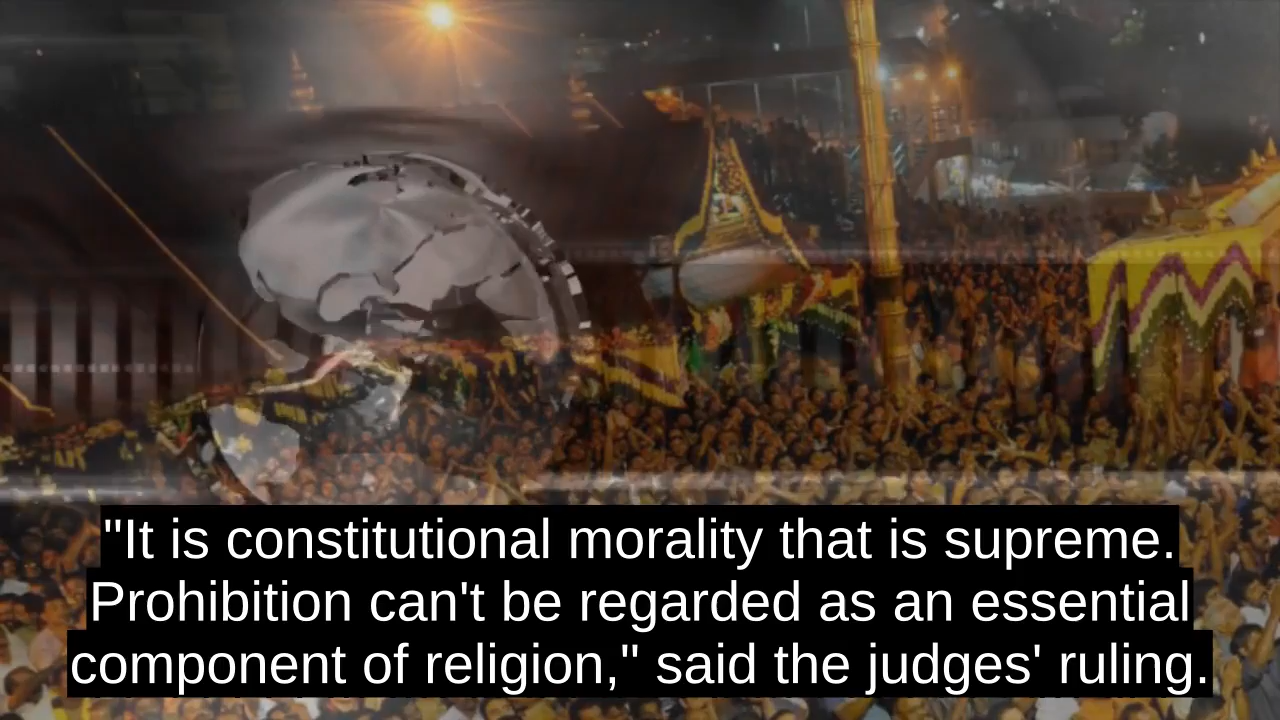 "It is constitutional morality that is supreme.
Prohibition can't be regarded as an essential
component of religion," said the judges' ruling.